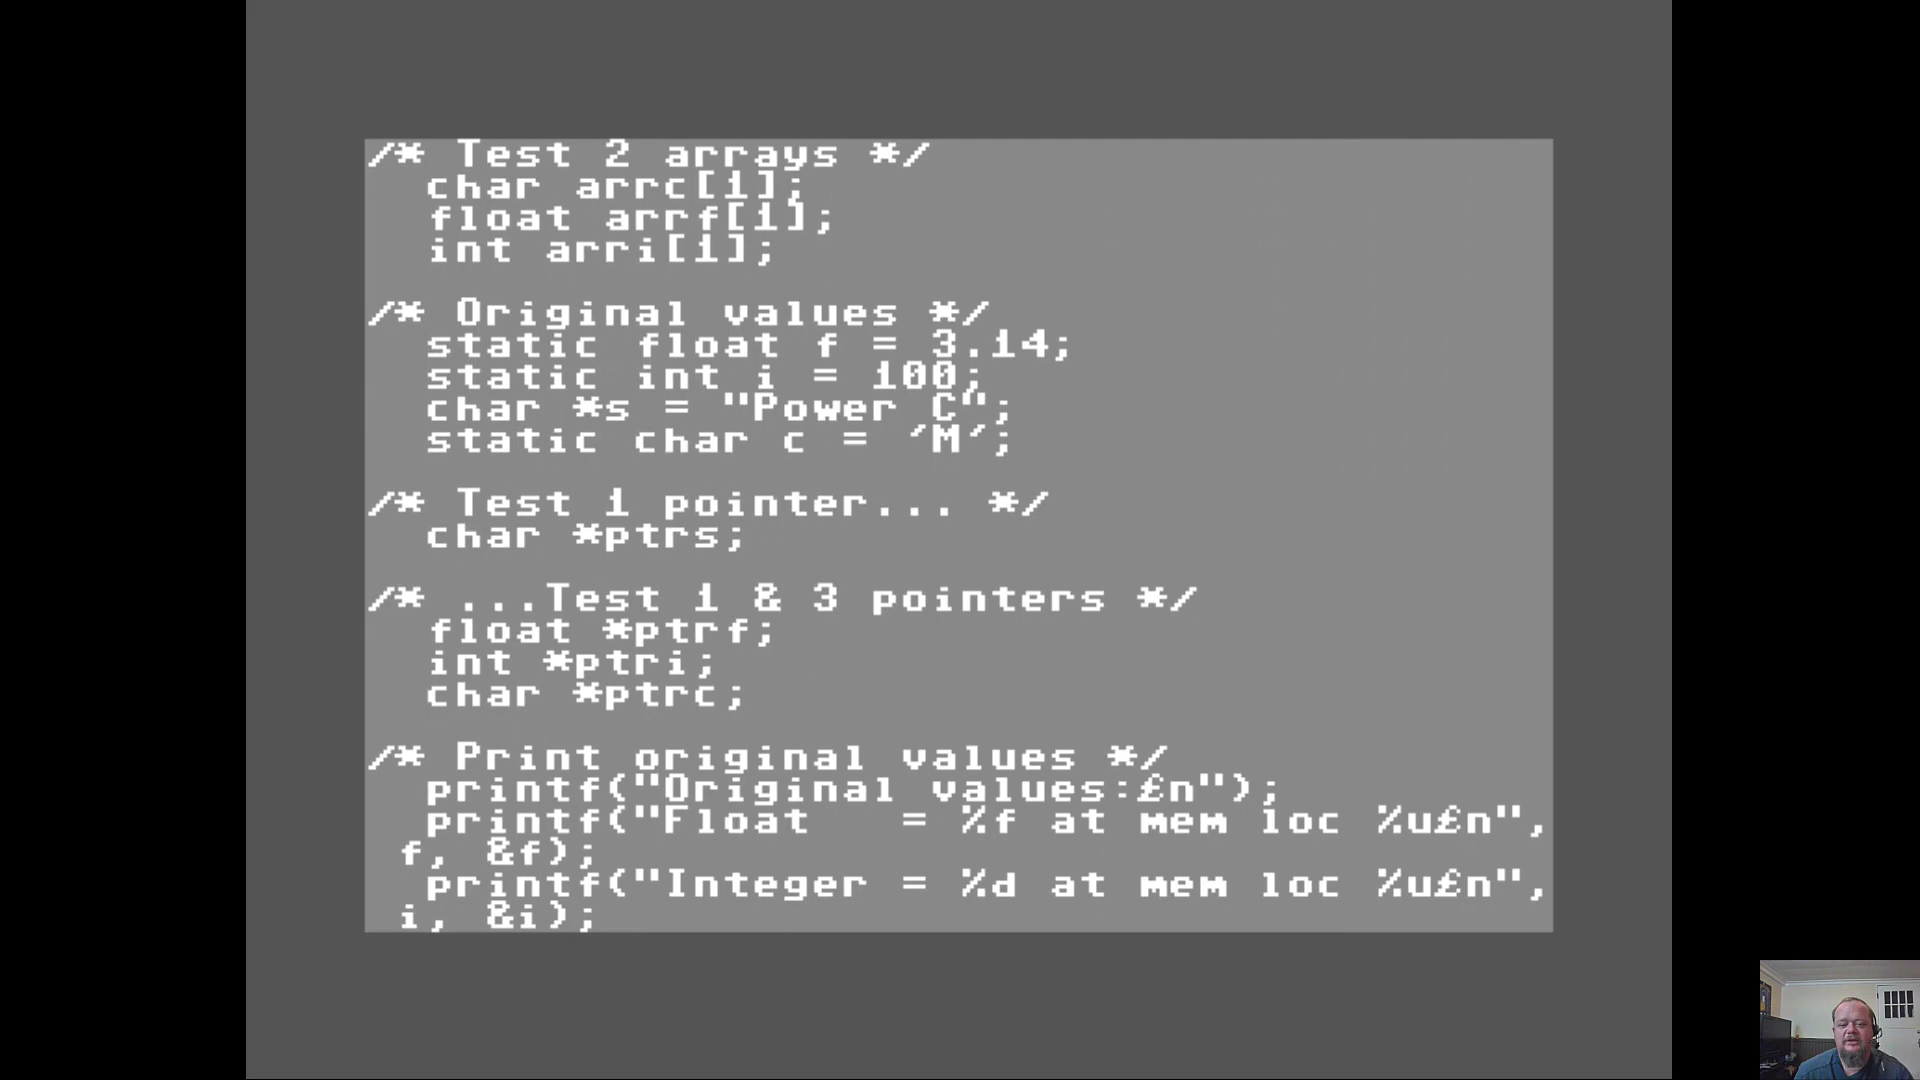 /* Test 2 arrays */
char arrc[1];
float arrf[1];
int arri[1];
/* Original values */
static float f = 3.14;
static int i = 100;
char *s = "Power C";
static char c = 'M';
/* Test 1 pointer... */
char *ptrs;
/* ...Test 1 & 3 pointers */
float *ptrf;
int *ptri;
char *ptrc;
/* Print original values */
printf("Original values:£n");
printf("Float   = %f at mem loc %u£n",
f, &f);
printf("Integer = %d at mem loc %u£n",
i, &i);